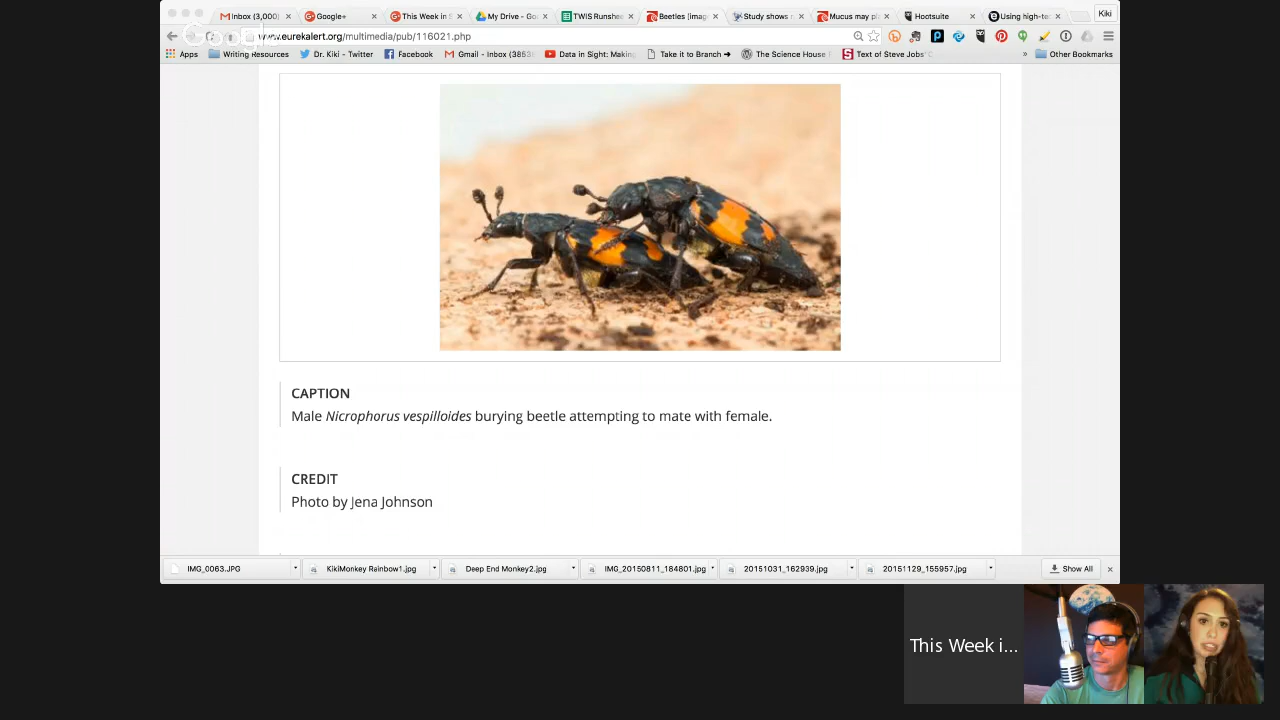 Inbox (3,000)
Google+
This Week in S
My Drive - Go
TWIS Runshee
Beetles (imag
Study shows n
Mucus may pl
Hootsuite
Using high-te
Kiki
www.eurekalert.org/multimedia/pub/116021.php
Apps
Writing Resources
Dr. Kiki - Twitter
Facebook
Gmail - Inbox (3853
Data in Sight: Making
Take it to Branch →
The Science House
Text of Steve Jobs'
» Other Bookmarks
CAPTION
Male Nicrophorus vespilloides burying beetle attempting to mate with female.
CREDIT
Photo by Jena Johnson
IMG_0063.JPG
KikiMonkey Rainbow1.jpg
Deep End Monkey2.jpg
IMG_20150811_184801.jpg
20151031_162939.jpg
20151129_155957.jpg
Show All
This Week i...